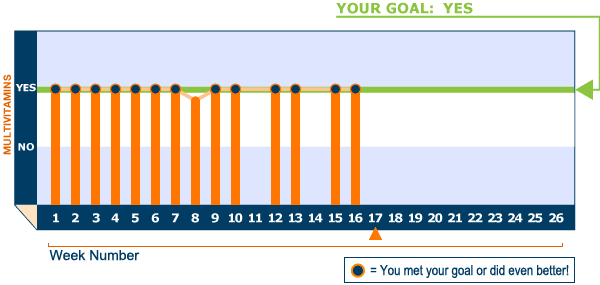 YOUR GOAL: YES
MULTIVITAMINS
YES
NO
1 2 3 4 5 6 7 8 9 10 11 12 13 14 15 16 17 18 19 20 21 22 23 24 25 26
Week Number
= You met your goal or did even better!